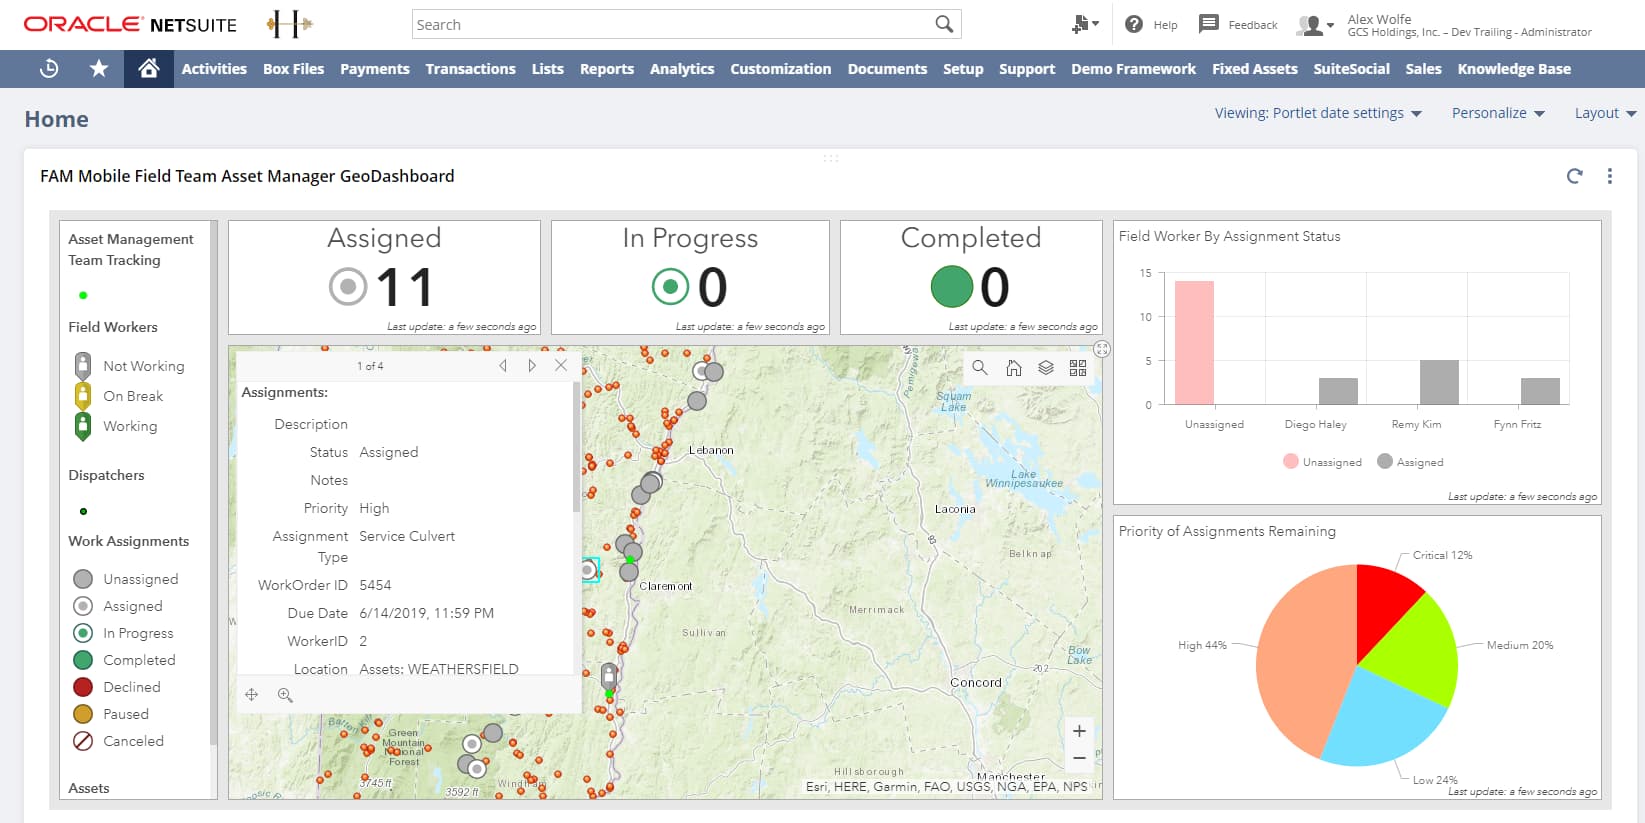 ORACLE NETSUITE
H
Search
Help
Feedback
Alex Wolfe
GCS Holdings, Inc. – Dev Trailing - Administrator
Activities Box Files Payments Transactions Lists Reports Analytics Customization Documents Setup Support Demo Framework Fixed Assets SuiteSocial Sales Knowledge Base
Home
Viewing: Portlet date settings
Personalize
Layout
FAM Mobile Field Team Asset Manager GeoDashboard
Asset Management
Team Tracking
Field Workers
Not Working
On Break
Working
Dispatchers
Work Assignments
Unassigned
Assigned
In Progress
Completed
Declined
Paused
Canceled
Assets
Assigned
11
Last update: a few seconds ago
In Progress
0
Last update: a few seconds ago
Completed
0
Last update: a few seconds ago
1 of 4
Assignments:
Description
Status Assigned
Notes
Priority High
Assignment
Type
Service Culvert
WorkOrder ID 5454
Due Date 6/14/2019, 11:59 PM
WorkerID 2
Location Assets: WEATHERSFIELD
Squam
Lake
Lebanon
Lake
Winnipesaukee
Laconia
Belknap
Claremont
Merrimack
Sullivan
Bow
Lake
202
Concord
Green
Mountain
National
Forest
3745 ft
3592 ft
Hillsborough
Manchester
Esri, HERE, Garmin, FAO, USGS, NGA, EPA, NPS
Field Worker By Assignment Status
15
10
5
0
Unassigned
Diego Haley
Remy Kim
Fynn Fritz
Unassigned
Assigned
Last update: a few seconds ago
Priority of Assignments Remaining
Critical 12%
High 44%
Medium 20%
Low 24%
Last update: a few seconds ago